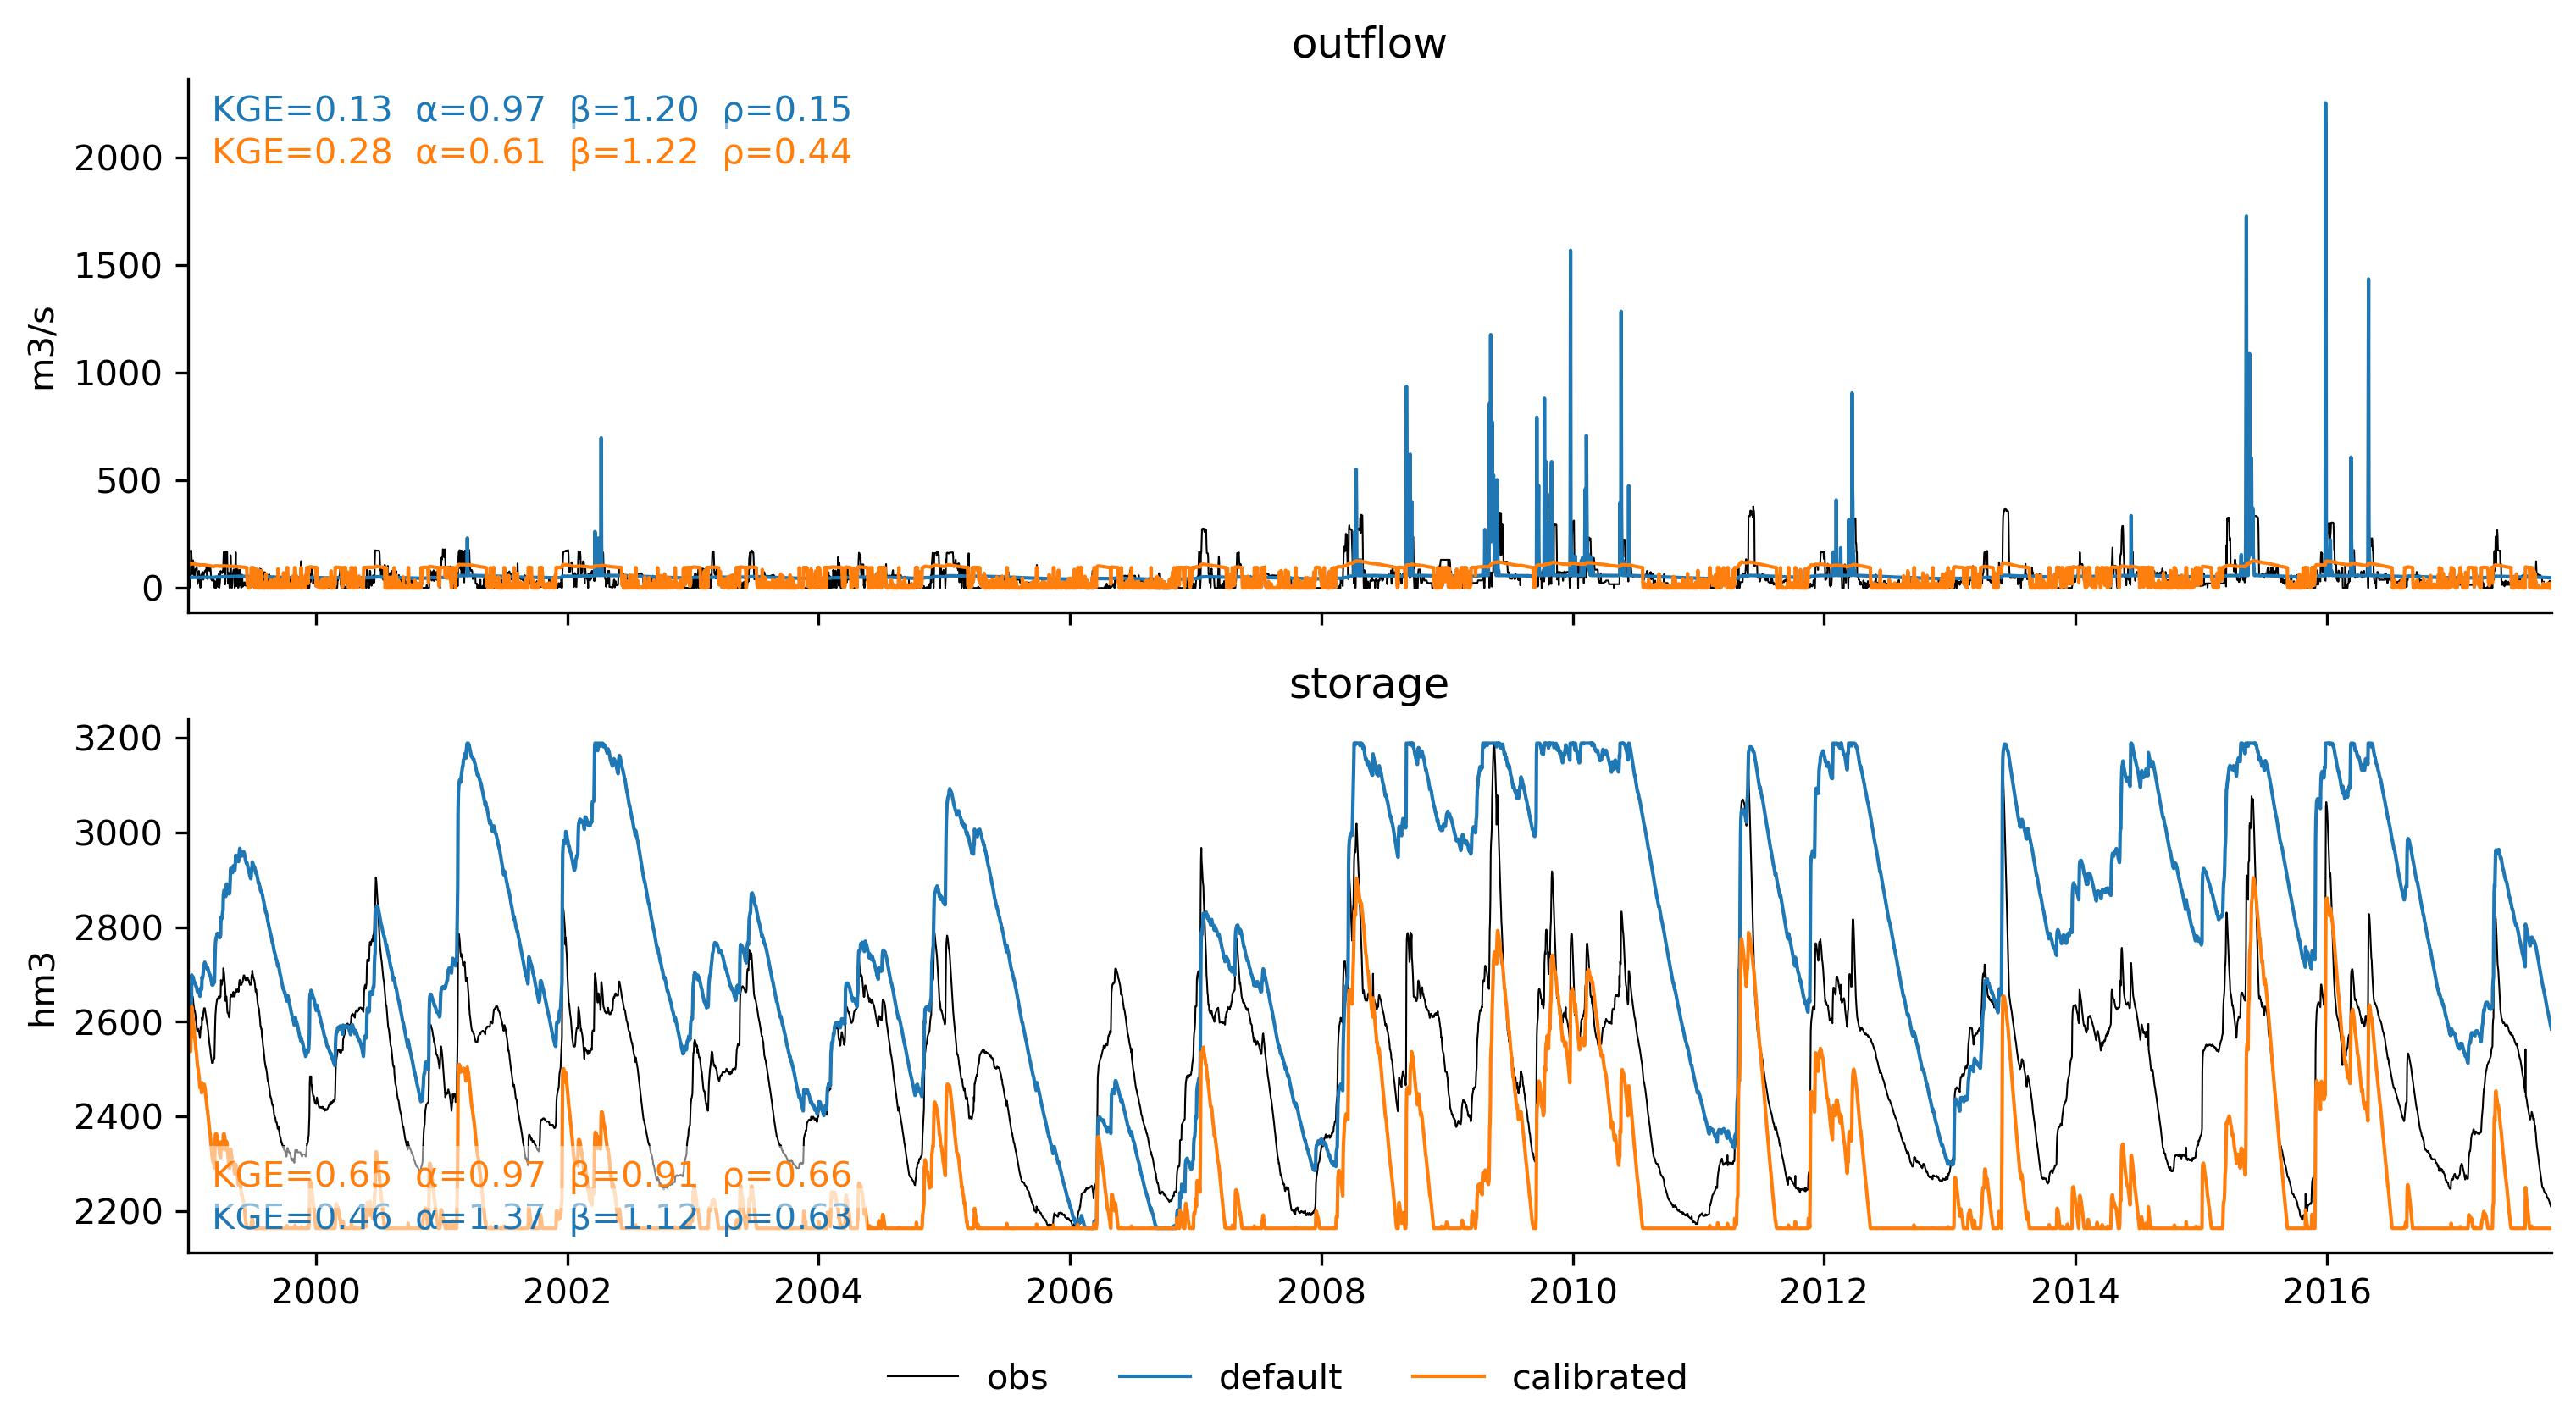 outflow
KGE=0.13 α=0.97 β=1.20 ρ=0.15
KGE=0.28 α=0.61 β=1.22 ρ=0.44
m3/s
2000
1500
1000
500
0
storage
hm3
3200
3000
2800
2600
2400
2200
KGE=0.65 α=0.97 β=0.91 ρ=0.66
KGE=0.46 α=1.37 β=1.12 ρ=0.63
2000 2002 2004 2006 2008 2010 2012 2014 2016
obs default calibrated